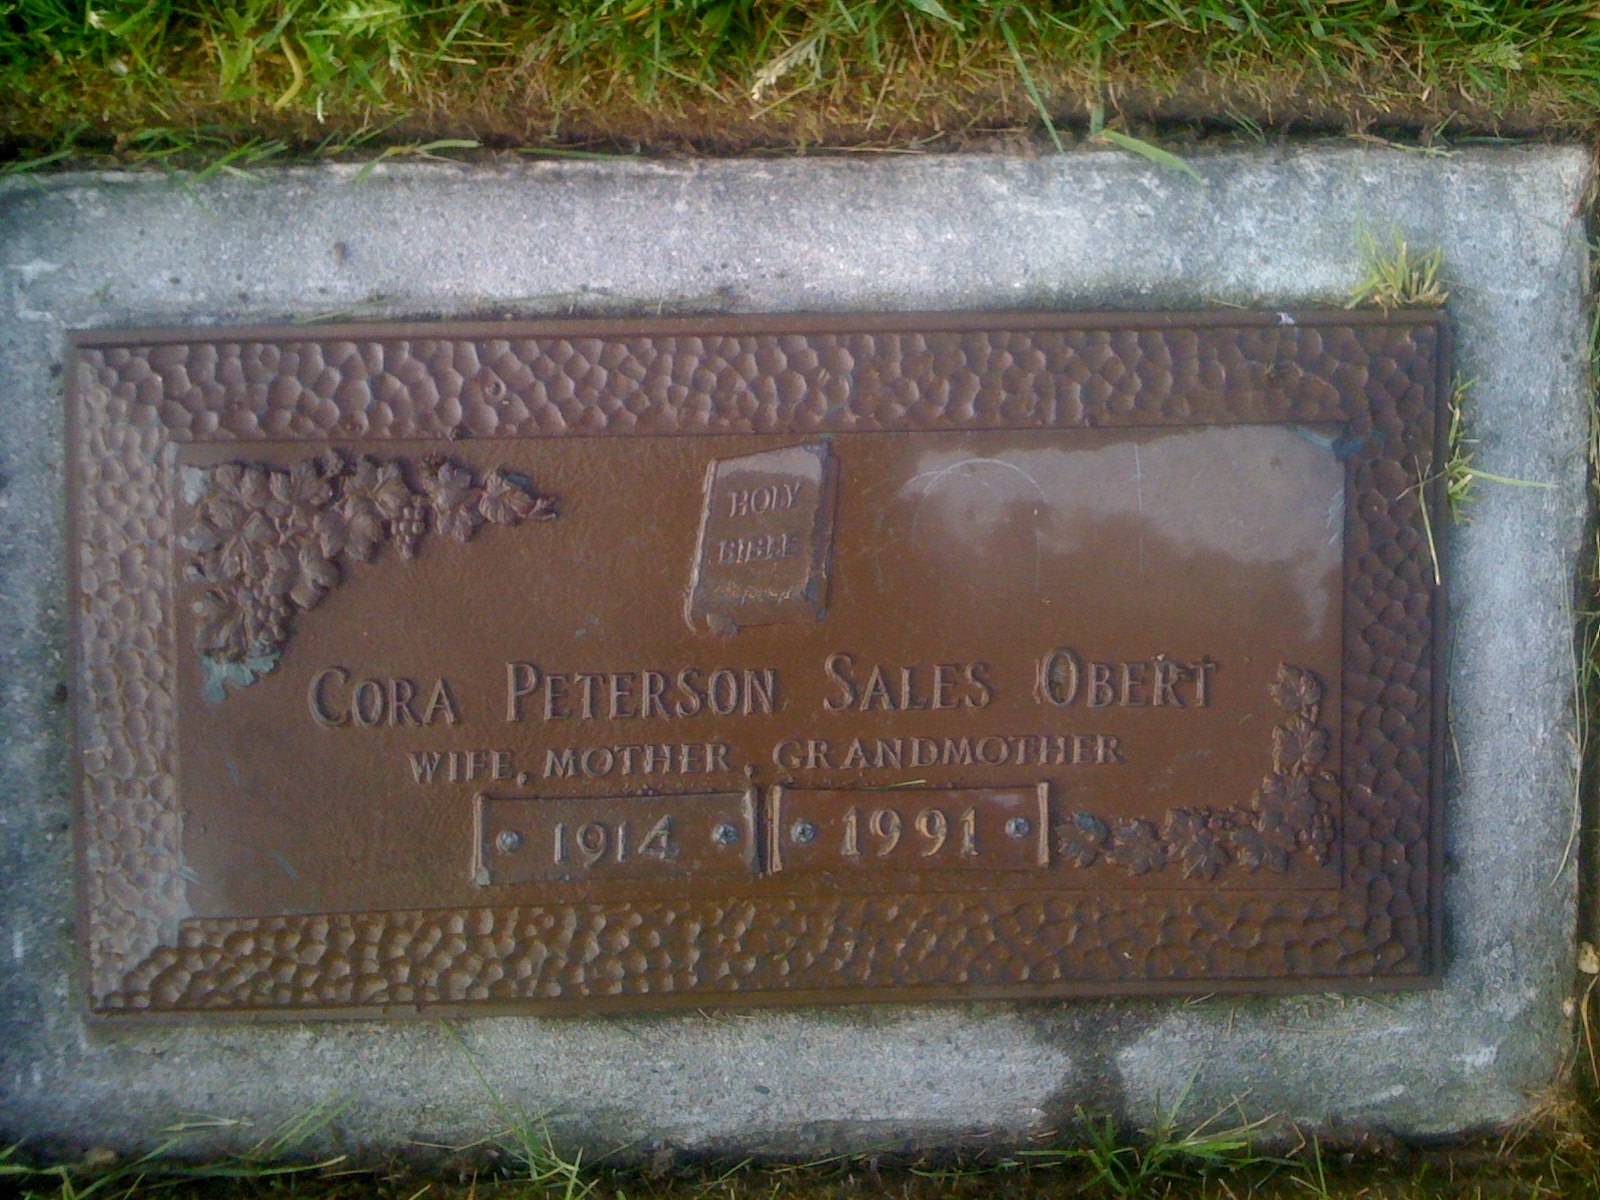 HOLY
BIBLE
CORA PETERSON SALES OBERT
WIFE, MOTHER, GRANDMOTHER
1914 1991